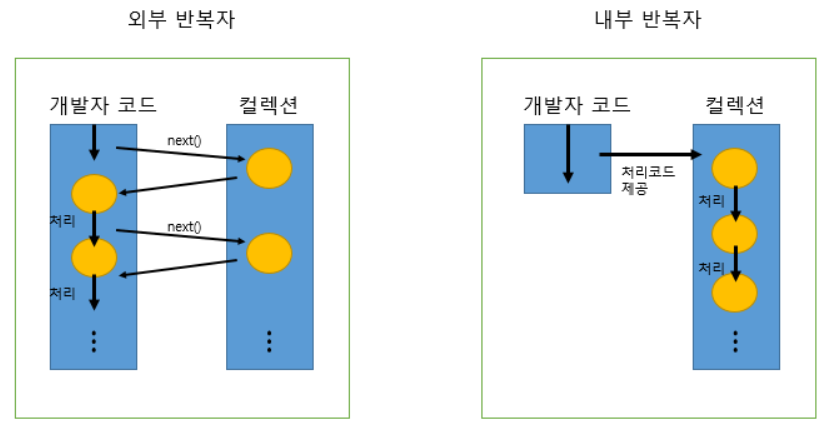 외부 반복자
개발자 코드
컬렉션
next()
처리
next()
처리
내부 반복자
개발자 코드
컬렉션
처리코드
제공
처리
처리